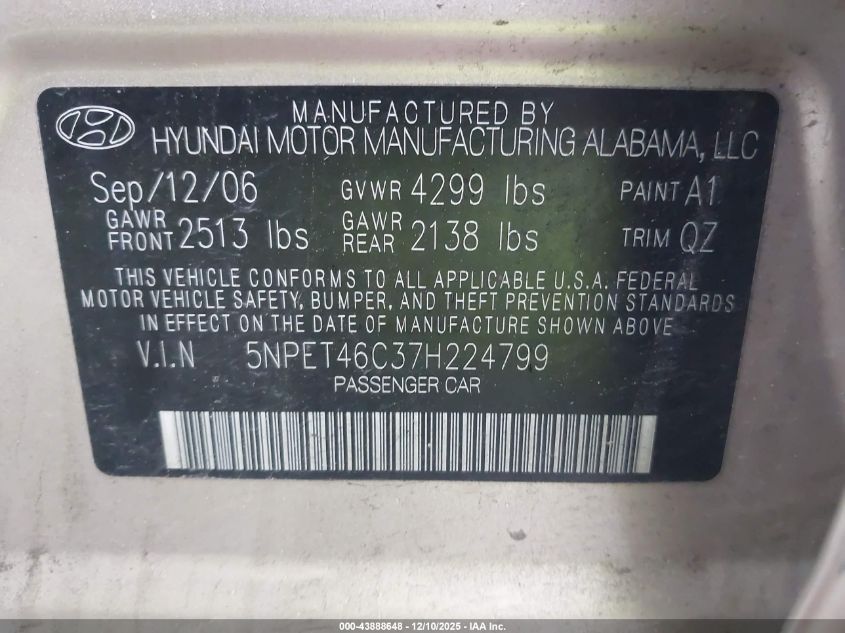 MANUFACTURED BY
HYUNDAI MOTOR MANUFACTURING ALABAMA, LLC
Sep/12/06 GVWR 4299 lbs PAINT A1
GAWR FRONT 2513 lbs GAWR REAR 2138 lbs TRIM QZ
THIS VEHICLE CONFORMS TO ALL APPLICABLE U.S.A. FEDERAL
MOTOR VEHICLE SAFETY, BUMPER, AND THEFT PREVENTION STANDARDS
IN EFFECT ON THE DATE OF MANUFACTURE SHOWN ABOVE
V.I.N 5NPET46C37H224799
PASSENGER CAR
000-43888648 - 12/10/2025 - IAA Inc.